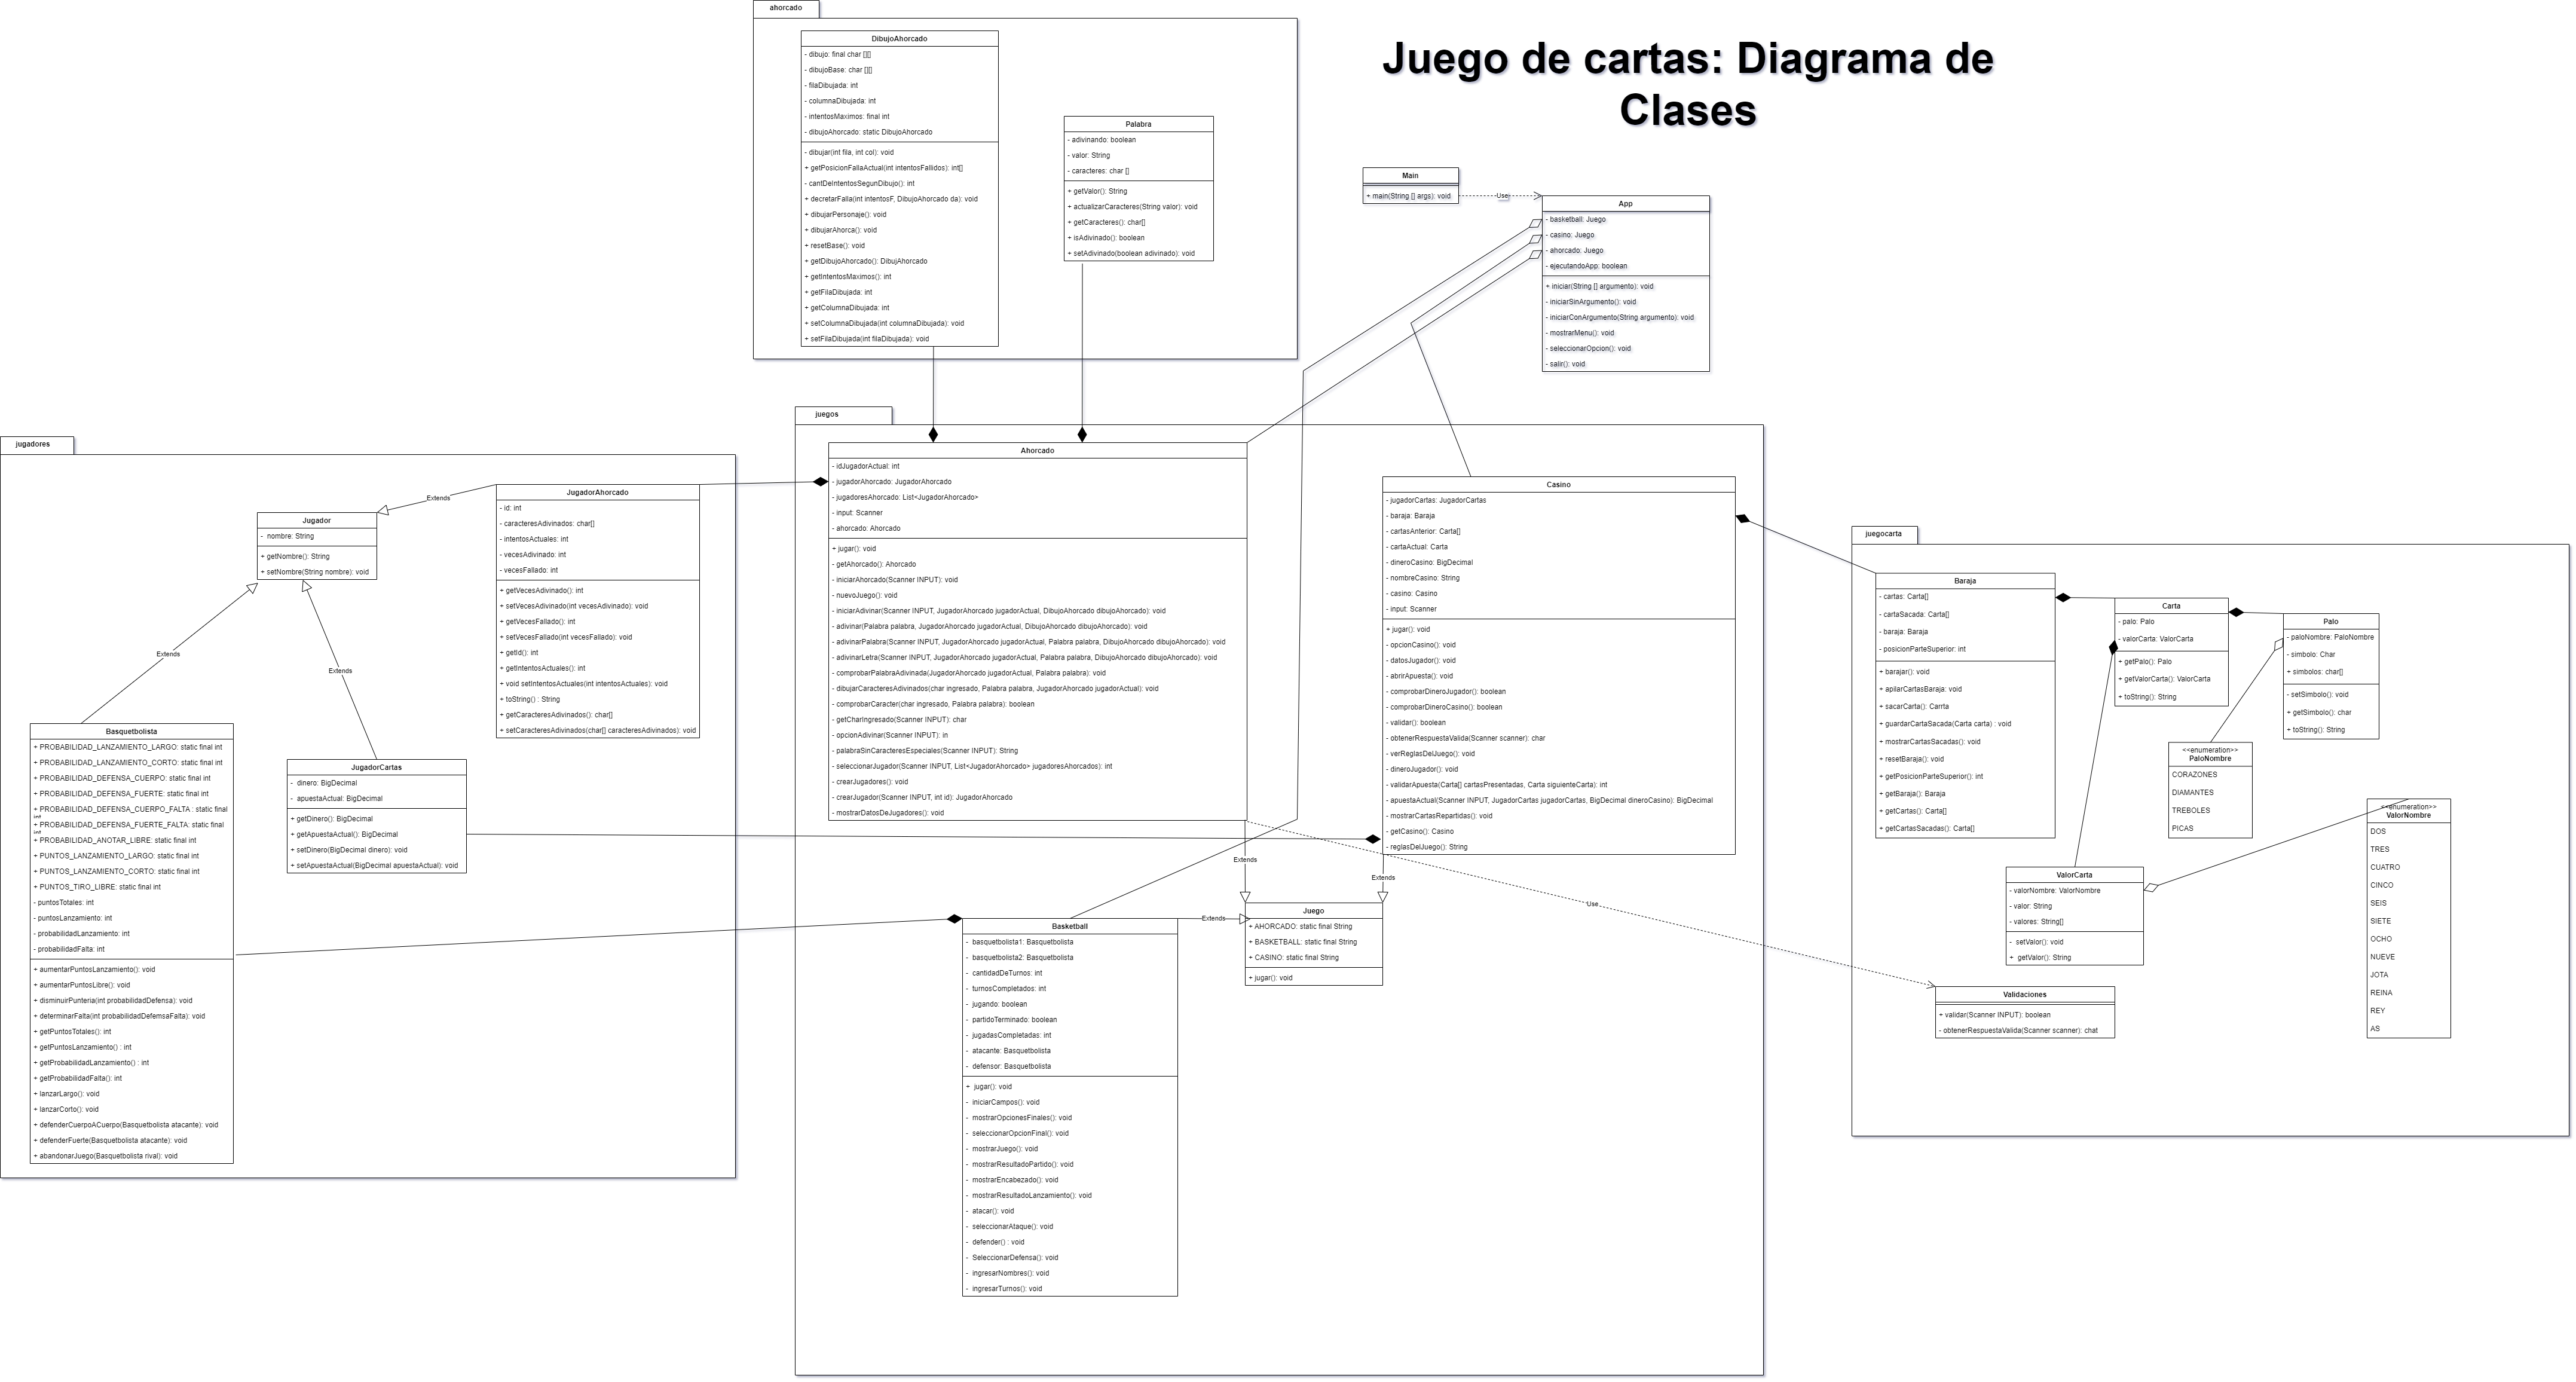 ahorcado
DibujoAhorcado
- dibujo: final char [][]
- dibujoBase: char [][]
- filaDibujada: int
- columnaDibujada: int
- intentosMaximos: final int
- dibujoAhorcado: static DibujoAhorcado
- dibujar(int fila, int col): void
+ getPosicionFallaActual(int intentosFallidos): int[]
- cantDeIntentosSegunDibujo(): int
+ decretarFalla(int intentosF, DibujoAhorcado da): void
+ dibujarPersonaje(): void
+ dibujarAhorca(): void
+ resetBase(): void
+ getDibujoAhorcado(): DibujAhorcado
+ getIntentosMaximos(): int
+ getFilaDibujada: int
+ getColumnaDibujada: int
+ setColumnaDibujada(int columnaDibujada): void
+ setFilaDibujada(int filaDibujada): void
Palabra
- adivinando: boolean
- valor: String
- caracteres: char []
+ getValor(): String
+ actualizarCaracteres(String valor): void
+ getCaracteres(): char[]
+ isAdivinado(): boolean
+ setAdivinado(boolean adivinado): void
Juego de cartas: Diagrama de
Clases
Main
+ main(String [] args): void
Use
App
- basketball: Juego
- casino: Juego
- ahorcado: Juego
- ejecutandoApp: boolean
+ iniciar(String [] argumento): void
- iniciarSinArgumento(): void
- iniciarConArgumento(String argumento): void
- mostrarMenu(): void
- seleccionarOpcion(): void
- salir(): void
jugadores
Jugador
- nombre: String
+ getNombre(): String
+ setNombre(String nombre): void
Extends
Extends
Extends
JugadorAhorcado
- id: int
- caracteresAdivinados: char[]
- intentosActuales: int
- vecesAdivinado: int
- vecesFallado: int
+ getVecesAdivinado(): int
+ setVecesAdivinado(int vecesAdivinado): void
+ getVecesFallado(): int
+ setVecesFallado(int vecesFallado): void
+ getId(): int
+ getIntentosActuales(): int
+ void setIntentosActuales(int intentosActuales): void
+ toString() : String
+ getCaracteresAdivinados(): char[]
+ setCaracteresAdivinados(char[] caracteresAdivinados): void
Basquetbolista
+ PROBABILIDAD_LANZAMIENTO_LARGO: static final int
+ PROBABILIDAD_LANZAMIENTO_CORTO: static final int
+ PROBABILIDAD_DEFENSA_CUERPO: static final int
+ PROBABILIDAD_DEFENSA_FUERTE: static final int
+ PROBABILIDAD_DEFENSA_CUERPO_FALTA : static final
int
+ PROBABILIDAD_DEFENSA_FUERTE_FALTA: static final
int
+ PROBABILIDAD_ANOTAR_LIBRE: static final int
+ PUNTOS_LANZAMIENTO_LARGO: static final int
+ PUNTOS_LANZAMIENTO_CORTO: static final int
+ PUNTOS_TIRO_LIBRE: static final int
- puntosTotales: int
- puntosLanzamiento: int
- probabilidadLanzamiento: int
- probabilidadFalta: int
+ aumentarPuntosLanzamiento(): void
+ aumentarPuntosLibre(): void
+ disminuirPunteria(int probabilidadDefensa): void
+ determinarFalta(int probabilidadDefemsaFalta): void
+ getPuntosTotales(): int
+ getPuntosLanzamiento() : int
+ getProbabilidadLanzamiento() : int
+ getProbabilidadFalta(): int
+ lanzarLargo(): void
+ lanzarCorto(): void
+ defenderCuerpoACuerpo(Basquetbolista atacante): void
+ defenderFuerte(Basquetbolista atacante): void
+ abandonarJuego(Basquetbolista rival): void
JugadorCartas
- dinero: BigDecimal
- apuestaActual: BigDecimal
+ getDinero(): BigDecimal
+ getApuestaActual(): BigDecimal
+ setDinero(BigDecimal dinero): void
+ setApuestaActual(BigDecimal apuestaActual): void
juegos
Ahorcado
- idJugadorActual: int
- jugadorAhorcado: JugadorAhorcado
- jugadoresAhorcado: List<JugadorAhorcado>
- input: Scanner
- ahorcado: Ahorcado
+ jugar(): void
- getAhorcado(): Ahorcado
- iniciarAhorcado(Scanner INPUT): void
- nuevoJuego(): void
- iniciarAdivinar(Scanner INPUT, JugadorAhorcado jugadorActual, DibujoAhorcado dibujoAhorcado): void
- adivinar(Palabra palabra, JugadorAhorcado jugadorActual, DibujoAhorcado dibujoAhorcado): void
- adivinarPalabra(Scanner INPUT, JugadorAhorcado jugadorActual, Palabra palabra, DibujoAhorcado dibujoAhorcado): void
- adivinarLetra(Scanner INPUT, JugadorAhorcado jugadorActual, Palabra palabra, DibujoAhorcado dibujoAhorcado): void
- comprobarPalabraAdivinada(JugadorAhorcado jugadorActual, Palabra palabra): void
- dibujarCaracteresAdivinados(char ingresado, Palabra palabra, JugadorAhorcado jugadorActual): void
- comprobarCaracter(char ingresado, Palabra palabra): boolean
- getCharIngresado(Scanner INPUT): char
- opcionAdivinar(Scanner INPUT): in
- palabraSinCaracteresEspeciales(Scanner INPUT): String
- seleccionarJugador(Scanner INPUT, List<JugadorAhorcado> jugadoresAhorcados): int
- crearJugadores(): void
- crearJugador(Scanner INPUT, int id): JugadorAhorcado
- mostrarDatosDeJugadores(): void
Casino
- jugadorCartas: JugadorCartas
- baraja: Baraja
- cartasAnterior: Carta[]
- cartaActual: Carta
- dineroCasino: BigDecimal
- nombreCasino: String
- casino: Casino
- input: Scanner
+ jugar(): void
- opcionCasino(): void
- datosJugador(): void
- abrirApuesta(): void
- comprobarDineroJugador(): boolean
- comprobarDineroCasino(): boolean
- validar(): boolean
- obtenerRespuestaValida(Scanner scanner): char
- verReglasDelJuego(): void
- dineroJugador(): void
- validarApuesta(Carta[] cartasPresentadas, Carta siguienteCarta): int
- apuestaActual(Scanner INPUT, JugadorCartas jugadorCartas, BigDecimal dineroCasino): BigDecimal
- mostrarCartasRepartidas(): void
- getCasino(): Casino
- reglasDelJuego(): String
Extends
Extends
Extends
Use
Juego
+ AHORCADO: static final String
+ BASKETBALL: static final String
+ CASINO: static final String
+ jugar(): void
Basketball
- basquetbolista1: Basquetbolista
- basquetbolista2: Basquetbolista
- cantidadDeTurnos: int
- turnosCompletados: int
- jugando: boolean
- partidoTerminado: boolean
- jugadasCompletadas: int
- atacante: Basquetbolista
- defensor: Basquetbolista
+ jugar(): void
- iniciarCampos(): void
- mostrarOpcionesFinales(): void
- seleccionarOpcionFinal(): void
- mostrarJuego(): void
- mostrarResultadoPartido(): void
- mostrarEncabezado(): void
- mostrarResultadoLanzamiento(): void
- atacar(): void
- seleccionarAtaque(): void
- defender() : void
- SeleccionarDefensa(): void
- ingresarNombres(): void
- ingresarTurnos(): void
juegocarta
Baraja
- cartas: Carta[]
- cartaSacada: Carta[]
- baraja: Baraja
- posicionParteSuperior: int
+ barajar(): void
+ apilarCartasBaraja: void
+ sacarCarta(): Carrta
+ guardarCartaSacada(Carta carta) : void
+ mostrarCartasSacadas(): void
+ resetBaraja(): void
+ getPosicionParteSuperior(): int
+ getBaraja(): Baraja
+ getCartas(): Carta[]
+ getCartasSacadas(): Carta[]
Carta
- palo: Palo
- valorCarta: ValorCarta
+ getPalo(): Palo
+ getValorCarta(): ValorCarta
+ toString(): String
Palo
- paloNombre: PaloNombre
- simbolo: Char
+ simbolos: char[]
- setSimbolo(): void
+ getSimbolo(): char
+ toString(): String
<<enumeration>>
PaloNombre
CORAZONES
DIAMANTES
TREBOLES
PICAS
<<enumeration>>
ValorNombre
DOS
TRES
CUATRO
CINCO
SEIS
SIETE
OCHO
NUEVE
JOTA
REINA
REY
AS
ValorCarta
- valorNombre: ValorNombre
- valor: String
- valores: String[]
- setValor(): void
+ getValor(): String
Validaciones
+ validar(Scanner INPUT): boolean
- obtenerRespuestaValida(Scanner scanner): chat